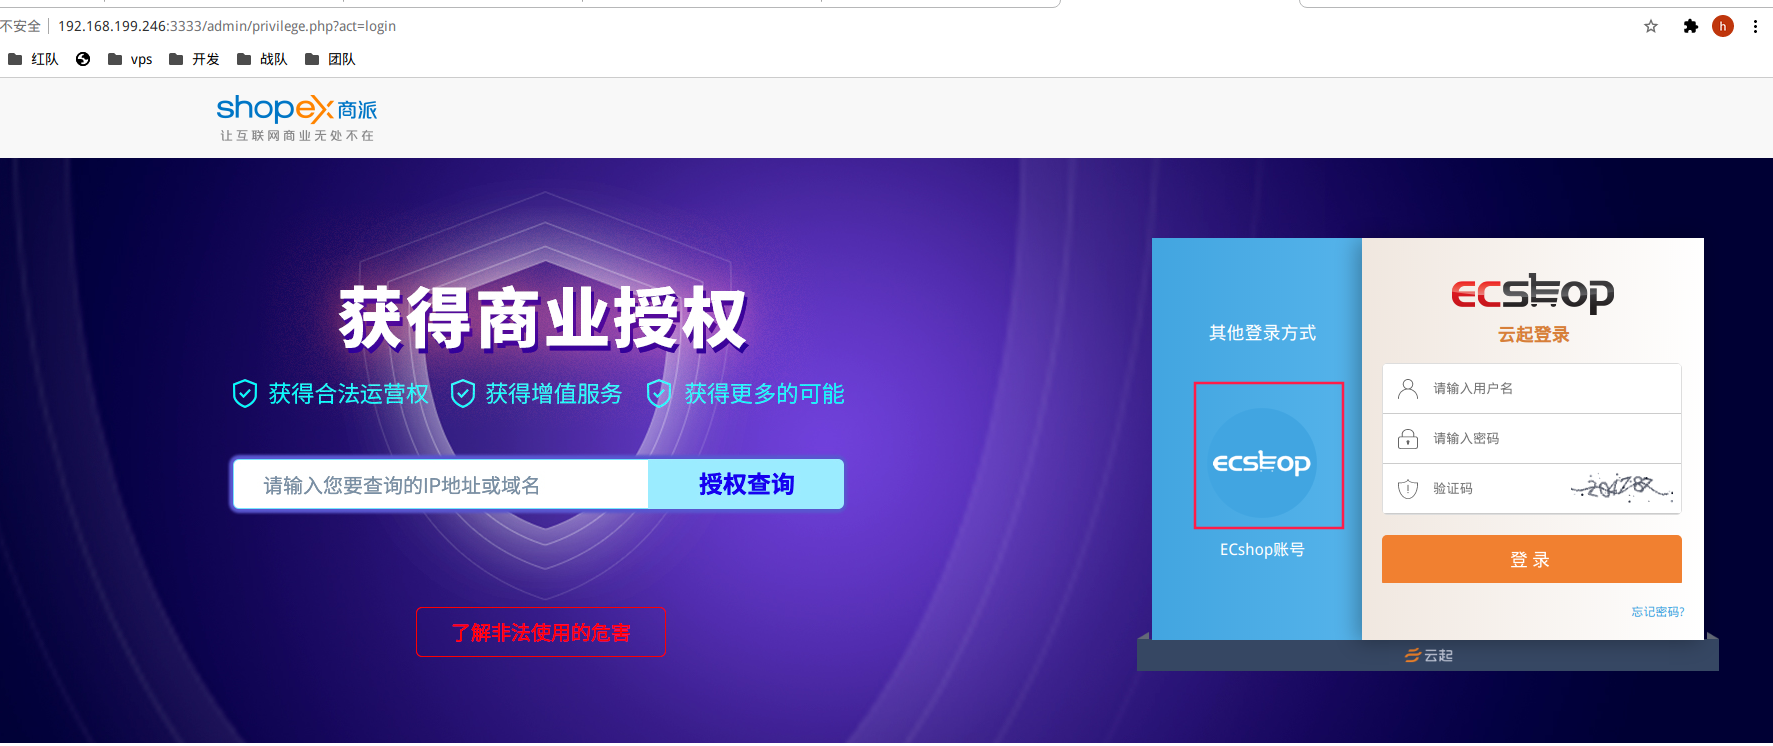 不安全 | 192.168.199.246:3333/admin/privilege.php?act=login
h
红队 vps 开发 战队 团队
shopex 商派
让互联网商业无处不在
获得商业授权
获得合法运营权 获得增值服务 获得更多的可能
请输入您要查询的IP地址或域名 授权查询
了解非法使用的危害
其他登录方式
ECshop
ECshop账号
ECshop
云起登录
请输入用户名
请输入密码
验证码
登 录
忘记密码?
云起